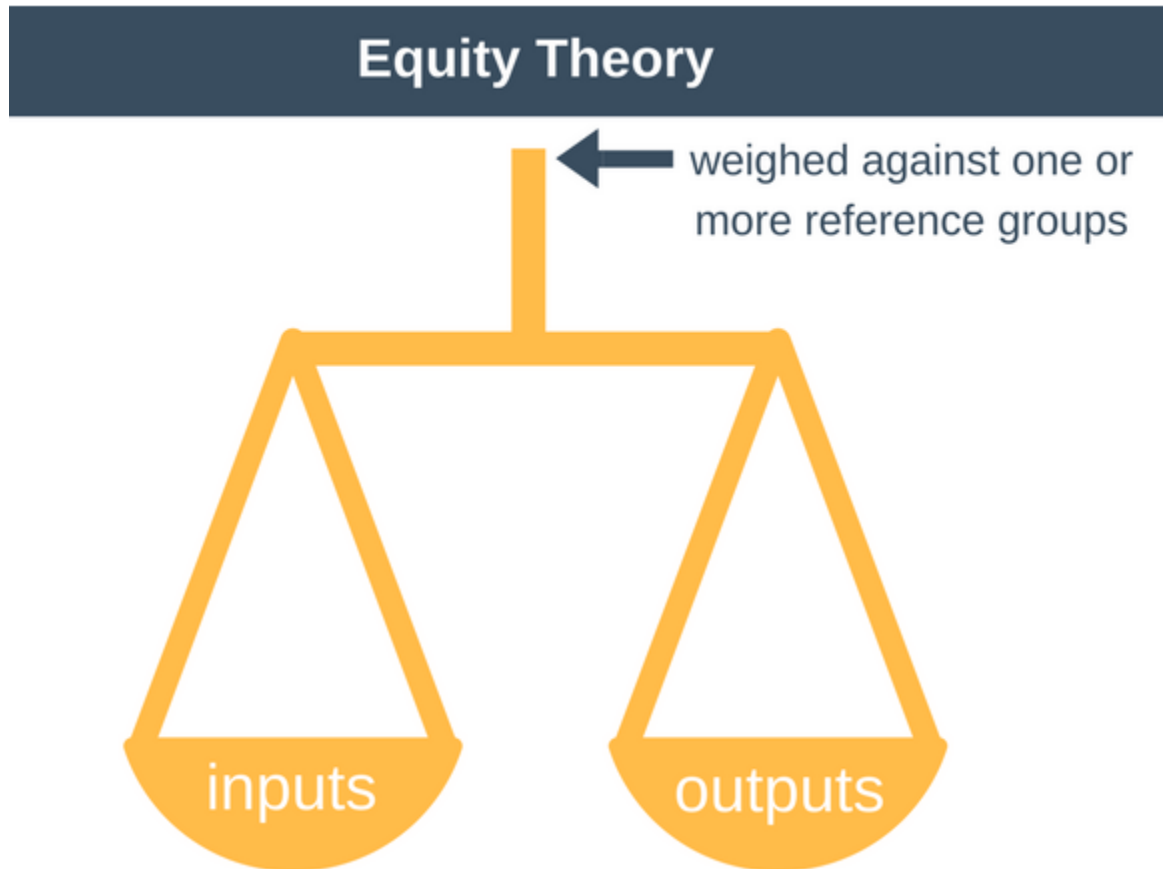 Equity Theory
weighed against one or
more reference groups
inputs
outputs